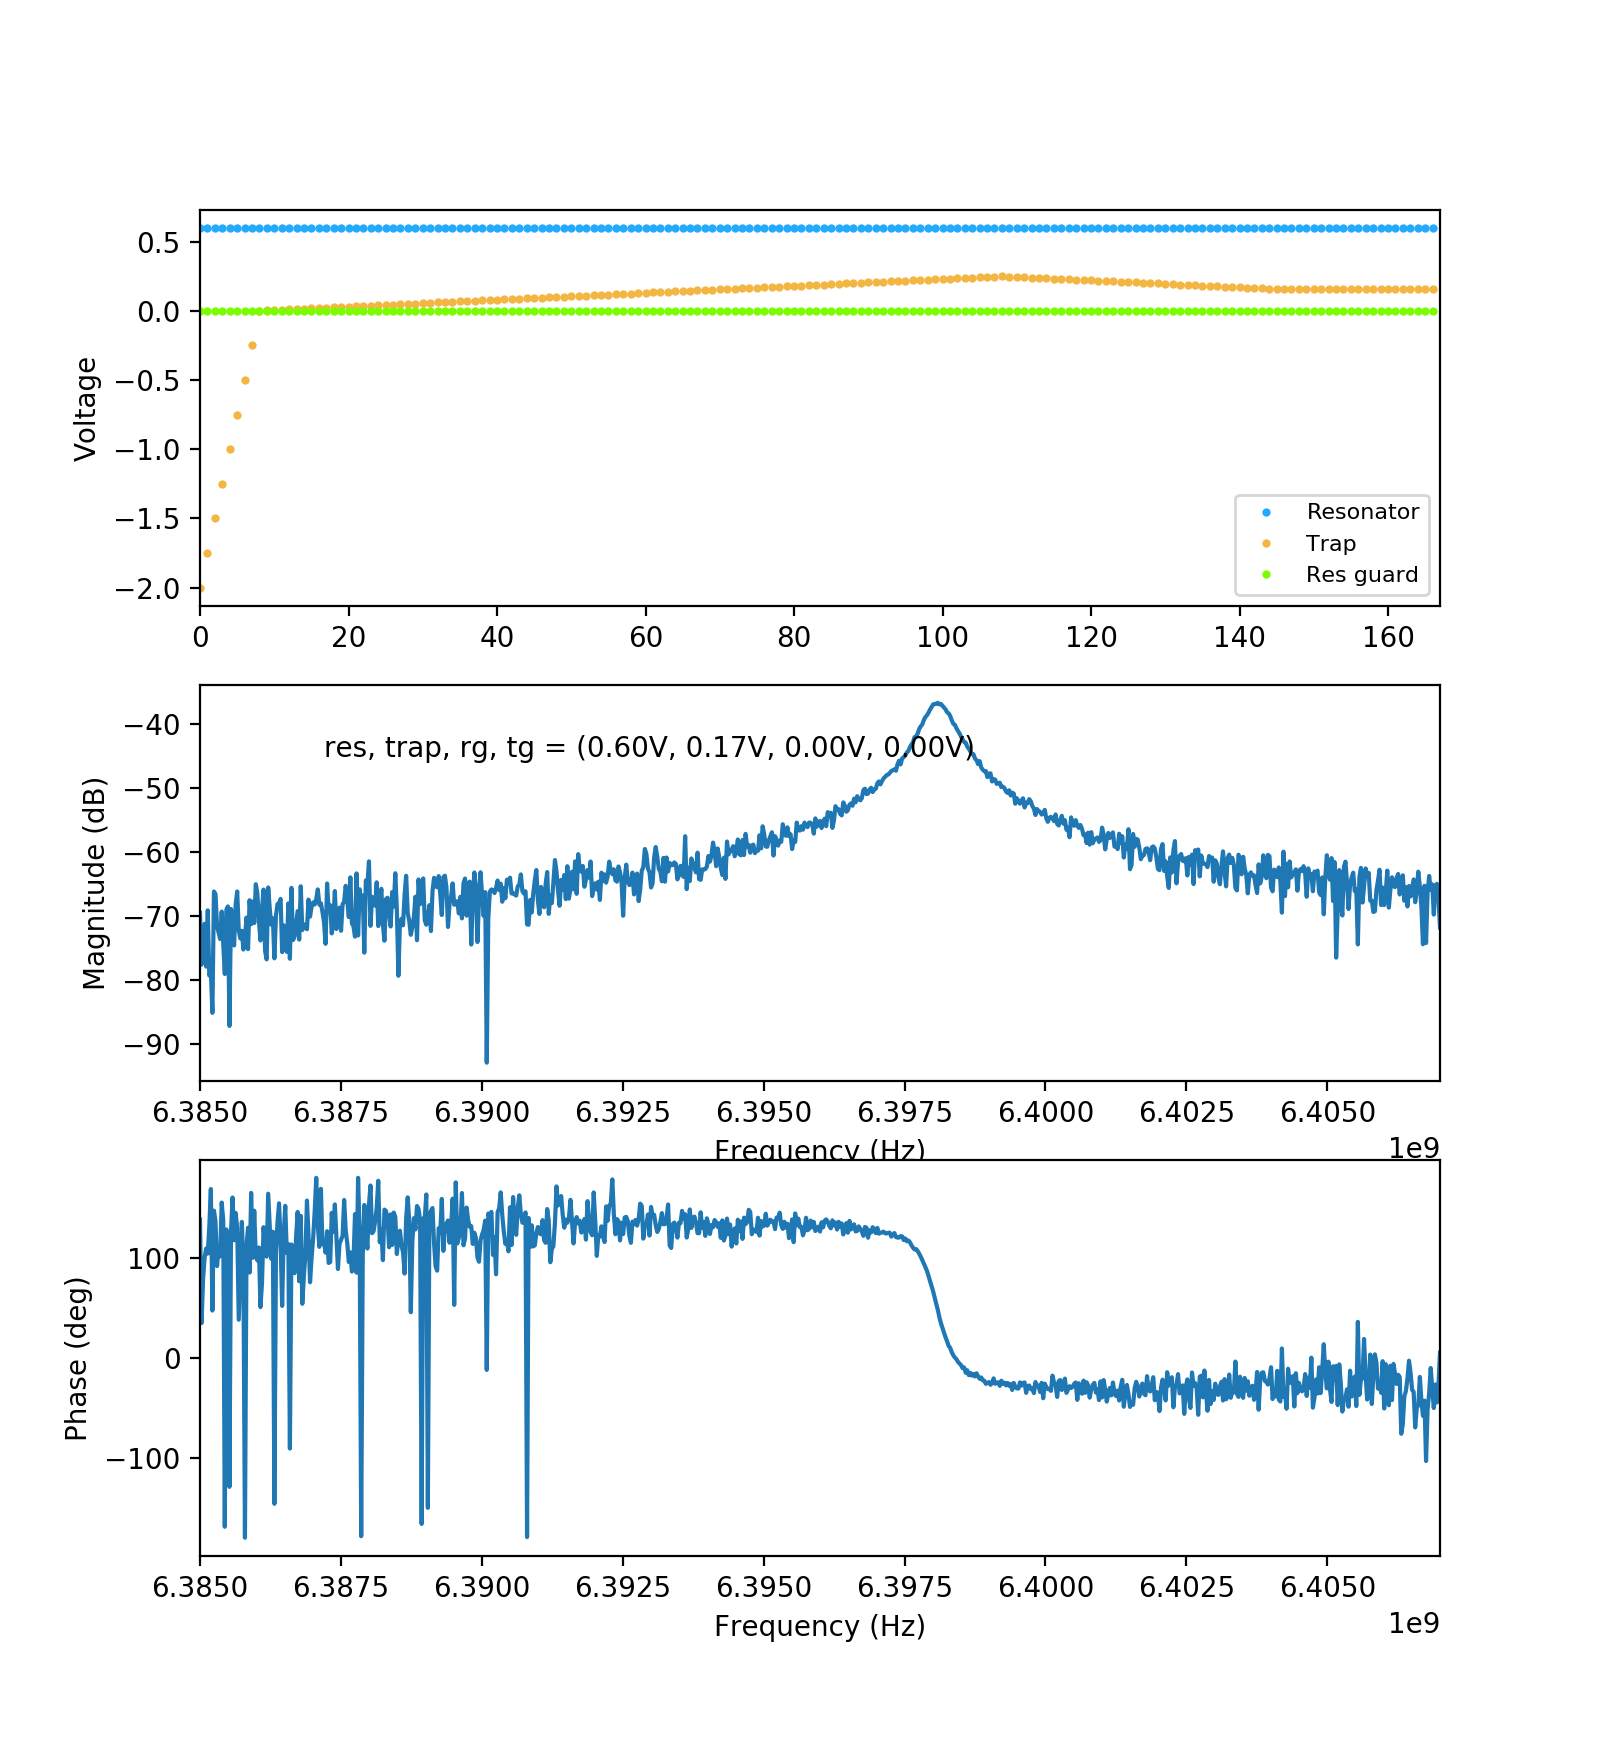 0.5
0.0
−0.5
−1.0
−1.5
−2.0
Voltage
Resonator
Trap
Res guard
0 20 40 60 80 100 120 140 160
−40
−50
−60
−70
−80
−90
Magnitude (dB)
res, trap, rg, tg = (0.60V, 0.17V, 0.00V, 0.00V)
6.3850 6.3875 6.3900 6.3925 6.3950 6.3975 6.4000 6.4025 6.4050
Frequency (Hz)
1e9
100
0
−100
Phase (deg)
6.3850 6.3875 6.3900 6.3925 6.3950 6.3975 6.4000 6.4025 6.4050
Frequency (Hz)
1e9